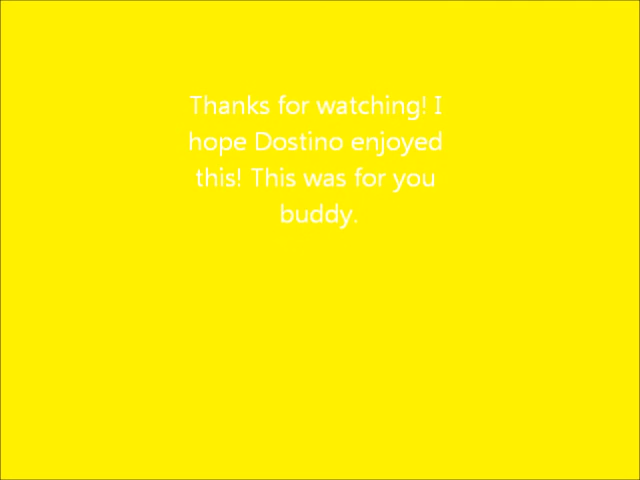 Thanks for watching! I
hope Dostino enjoyed
this! This was for you
buddy.